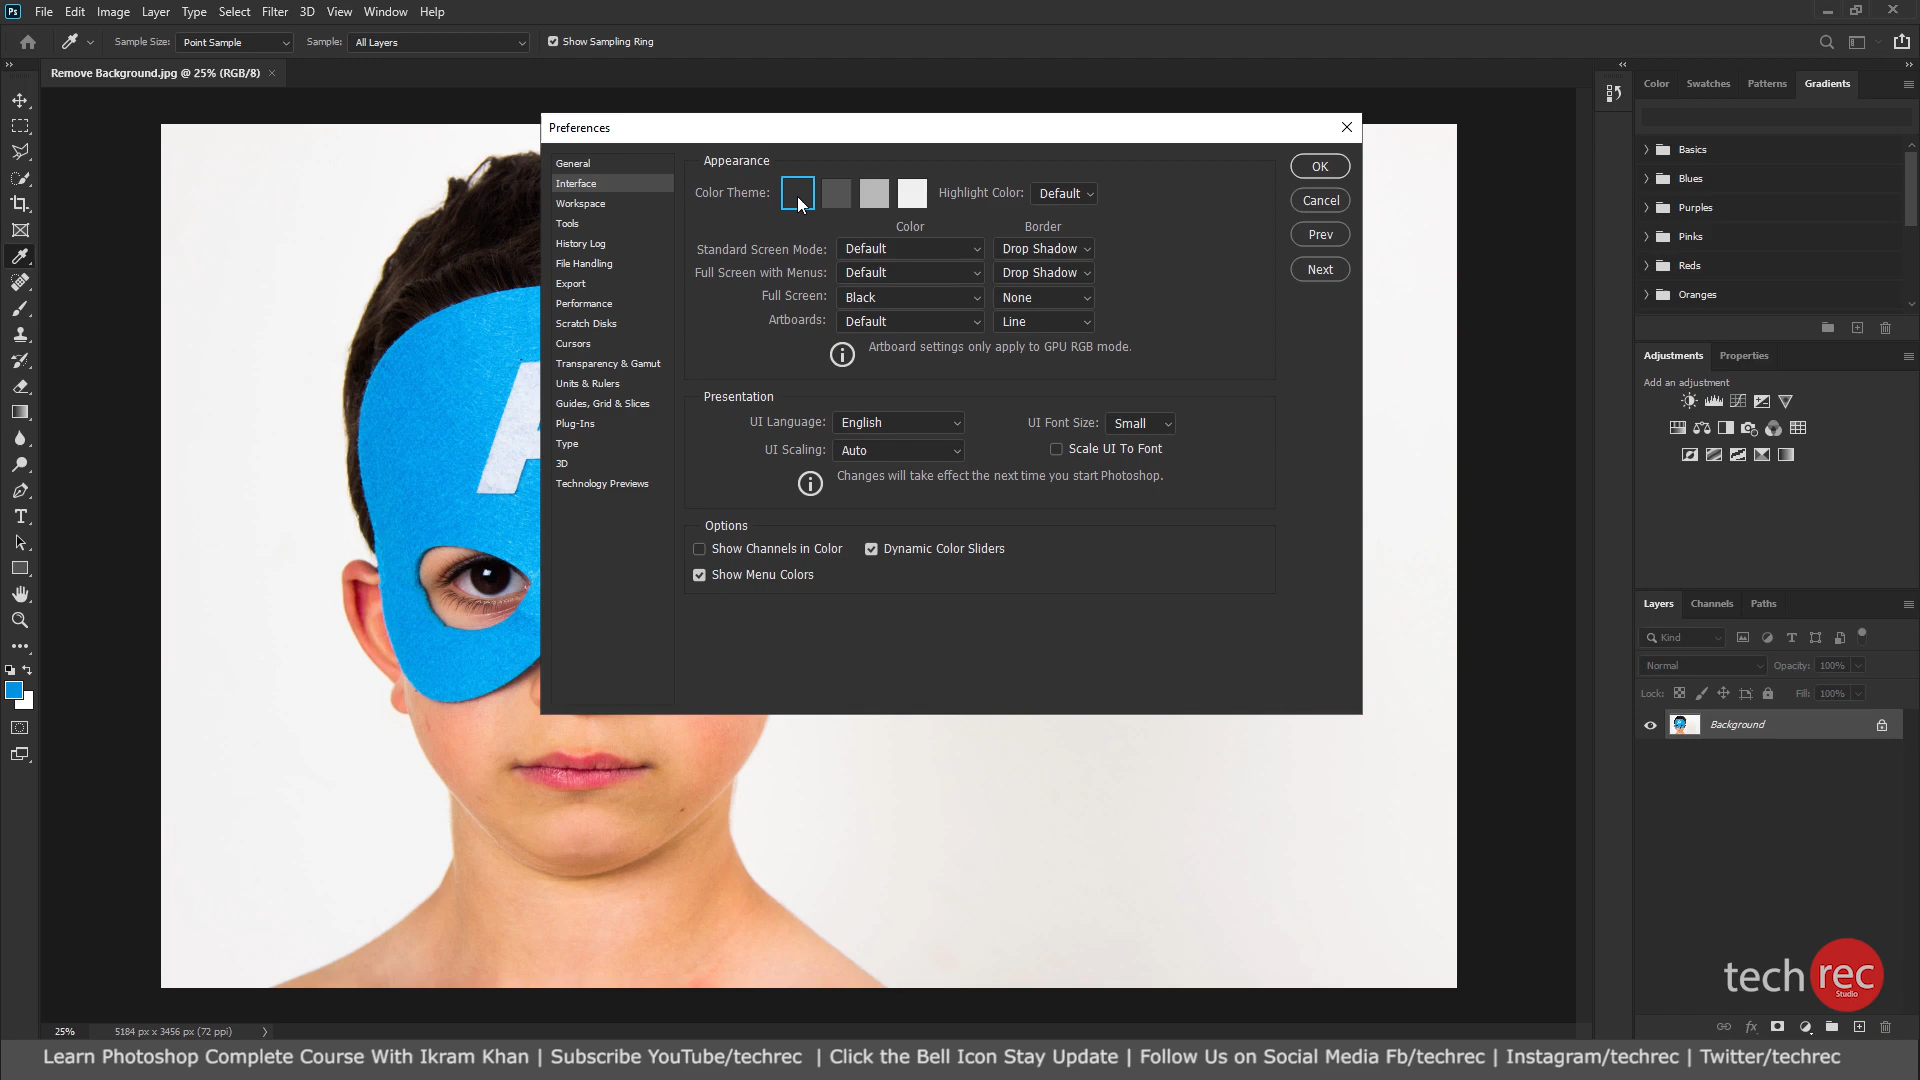 Ps File Edit Image Layer Type Select Filter 3D View Window Help
Sample Size: Point Sample Sample: All Layers Show Sampling Ring
Remove Background.jpg @ 25% (RGB/8)
Preferences
General
Interface
Workspace
Tools
History Log
File Handling
Export
Performance
Scratch Disks
Cursors
Transparency & Gamut
Units & Rulers
Guides, Grid & Slices
Plug-Ins
Type
3D
Technology Previews
Appearance
Color Theme: Highlight Color: Default
Color Border
Standard Screen Mode: Default Drop Shadow
Full Screen with Menus: Default Drop Shadow
Full Screen: Black None
Artboards: Default Line
Artboard settings only apply to GPU RGB mode.
Presentation
UI Language: English UI Font Size: Small
UI Scaling: Auto Scale UI To Font
Changes will take effect the next time you start Photoshop.
Options
Show Channels in Color Dynamic Color Sliders
Show Menu Colors
OK
Cancel
Prev
Next
Color Swatches Patterns Gradients
Basics
Blues
Purples
Pinks
Reds
Oranges
Adjustments Properties
Add an adjustment
Layers Channels Paths
Kind
Normal Opacity: 100%
Lock: Fill: 100%
Background
tech rec
Studio
25% 5184 px x 3456 px (72 ppi)
Learn Photoshop Complete Course With Ikram Khan | Subscribe YouTube/techrec | Click the Bell Icon Stay Update | Follow Us on Social Media Fb/techrec | Instagram/techrec | Twitter/techrec